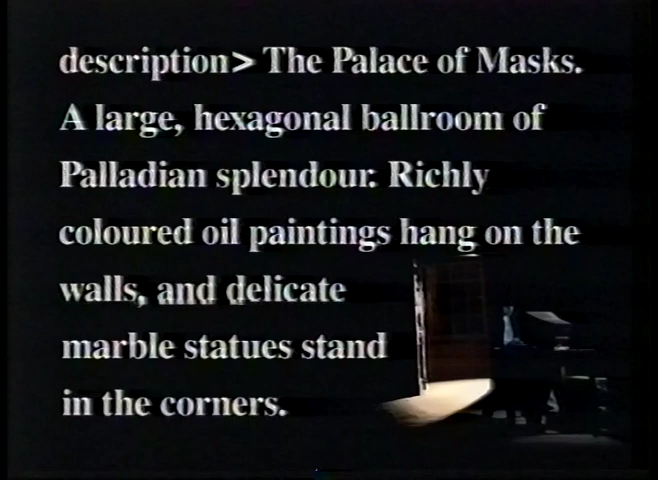 description> The Palace of Masks.
A large, hexagonal ballroom of
Palladian splendour. Richly
coloured oil paintings hang on the
walls, and delicate
marble statues stand
in the corners.